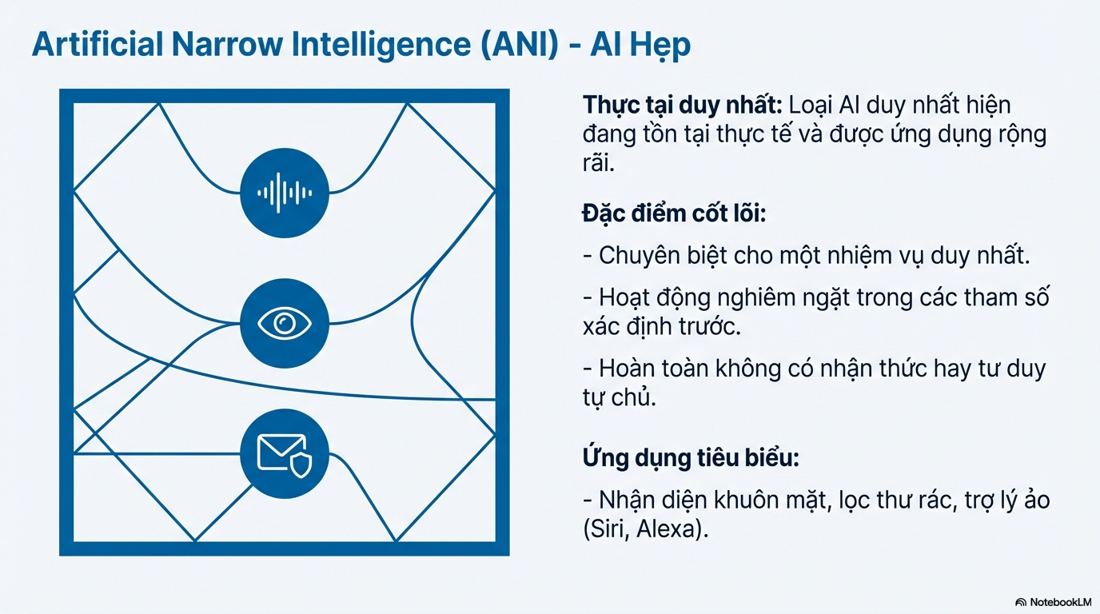 Artificial Narrow Intelligence (ANI) - AI Hẹp
Thực tại duy nhất: Loại AI duy nhất hiện
đang tồn tại thực tế và được ứng dụng rộng
rãi.
Đặc điểm cốt lõi:
- Chuyên biệt cho một nhiệm vụ duy nhất.
- Hoạt động nghiêm ngặt trong các tham số
xác định trước.
- Hoàn toàn không có nhận thức hay tư duy
tự chủ.
Ứng dụng tiêu biểu:
- Nhận diện khuôn mặt, lọc thư rác, trợ lý ảo
(Siri, Alexa).
NotebookLM